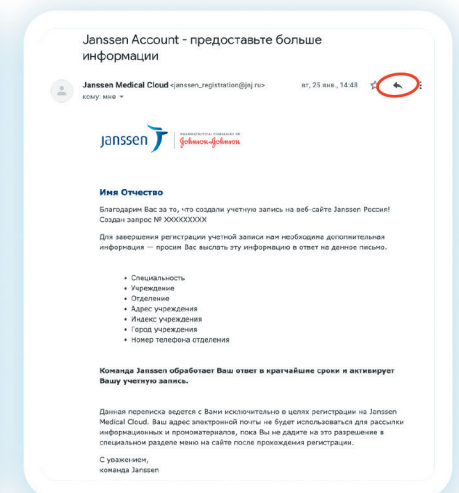 Janssen Account - предоставьте больше
информации
Janssen Medical Cloud <janssen_registration@jnj.ru> вт, 25 янв., 14:48
кому: мне
janssen PHARMACEUTICAL COMPANIES OF
Johnson & Johnson
Имя Отчество
Благодарим Вас за то, что создали учетную запись на веб-сайте Janssen Россия!
Создан запрос № XXXXXXXXX
Для завершения регистрации учетной записи нам необходима дополнительная
информация — просим Вас выслать эту информацию в ответ на данное письмо.
• Специальность
• Учреждение
• Отделение
• Адрес учреждения
• Индекс учреждения
• Город учреждения
• Номер телефона отделения
Команда Janssen обработает Ваш ответ в кратчайшие сроки и активирует
Вашу учетную запись.
Данная переписка ведется с Вами исключительно в целях регистрации на Janssen
Medical Cloud. Ваш адрес электронной почты не будет использоваться для рассылки
информационных и промоматериалов, пока Вы не дадите на это разрешение в
специальном разделе меню на сайте после прохождения регистрации.
С уважением,
команда Janssen